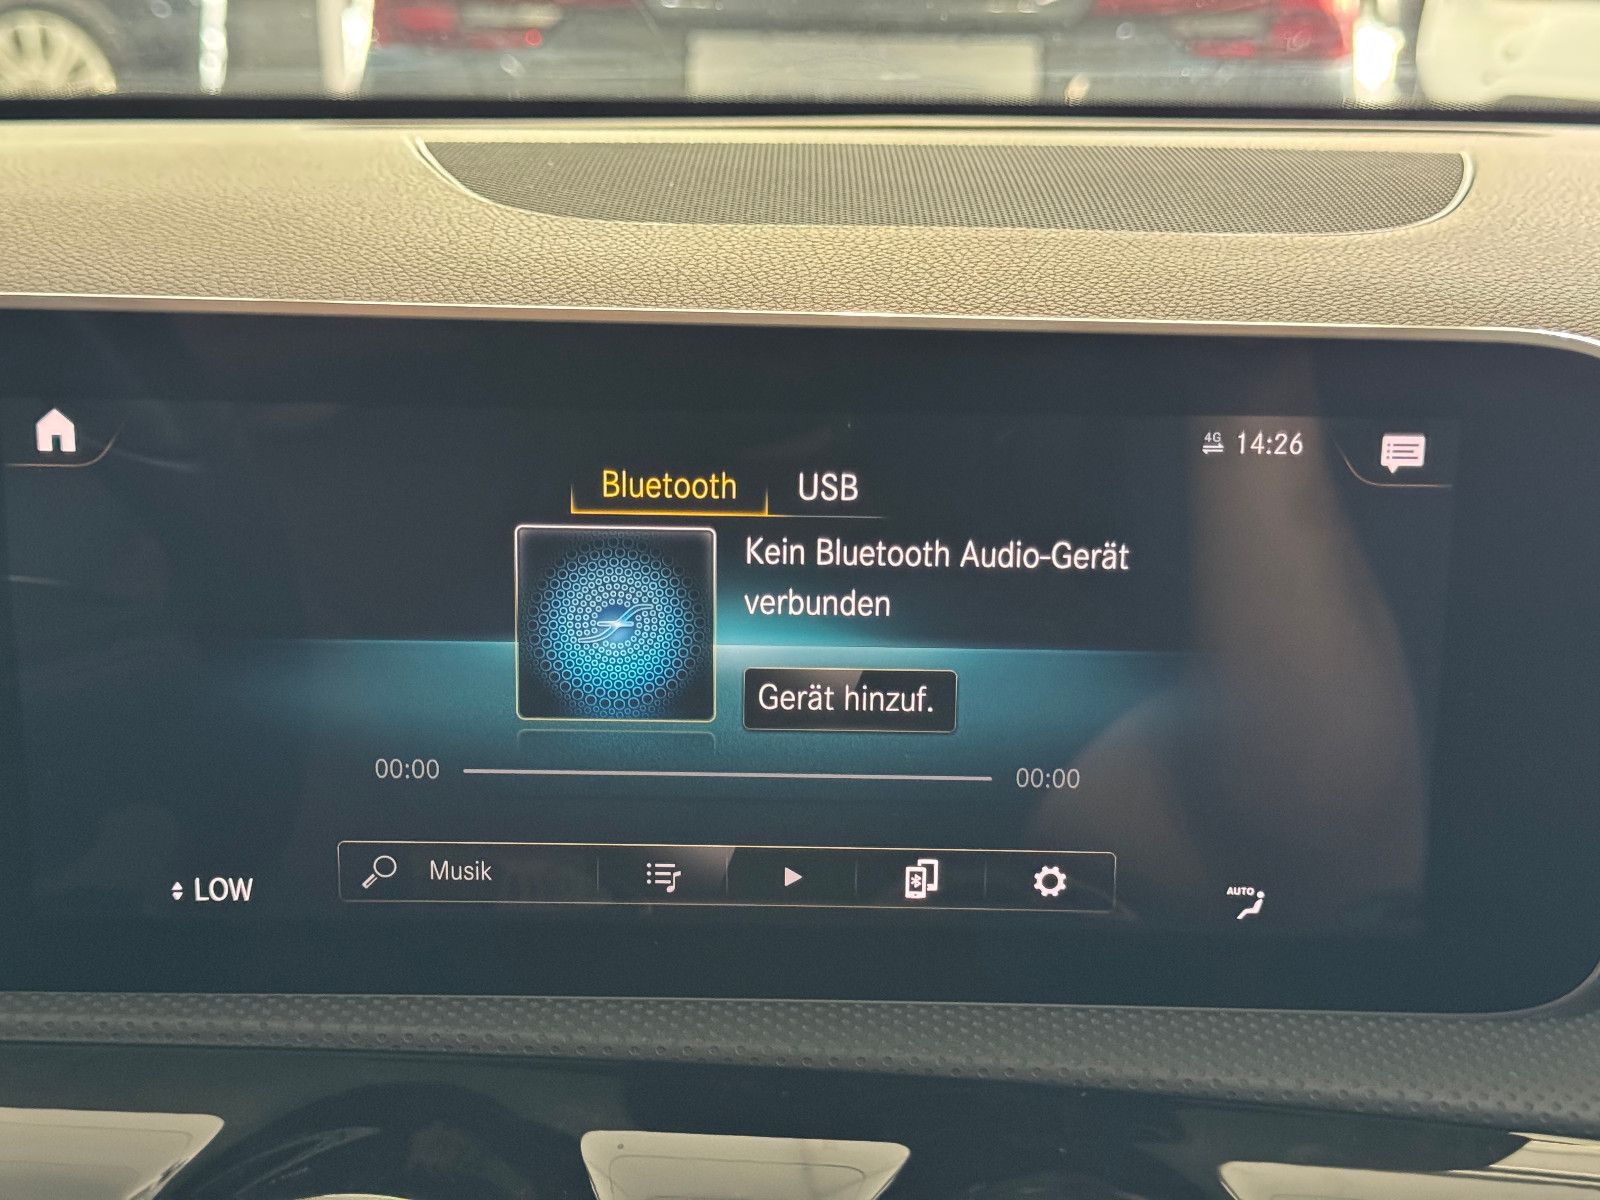 4G 14:26
Bluetooth USB
Kein Bluetooth Audio-Gerät
verbunden
Gerät hinzuf.
00:00 00:00
LOW Musik AUTO